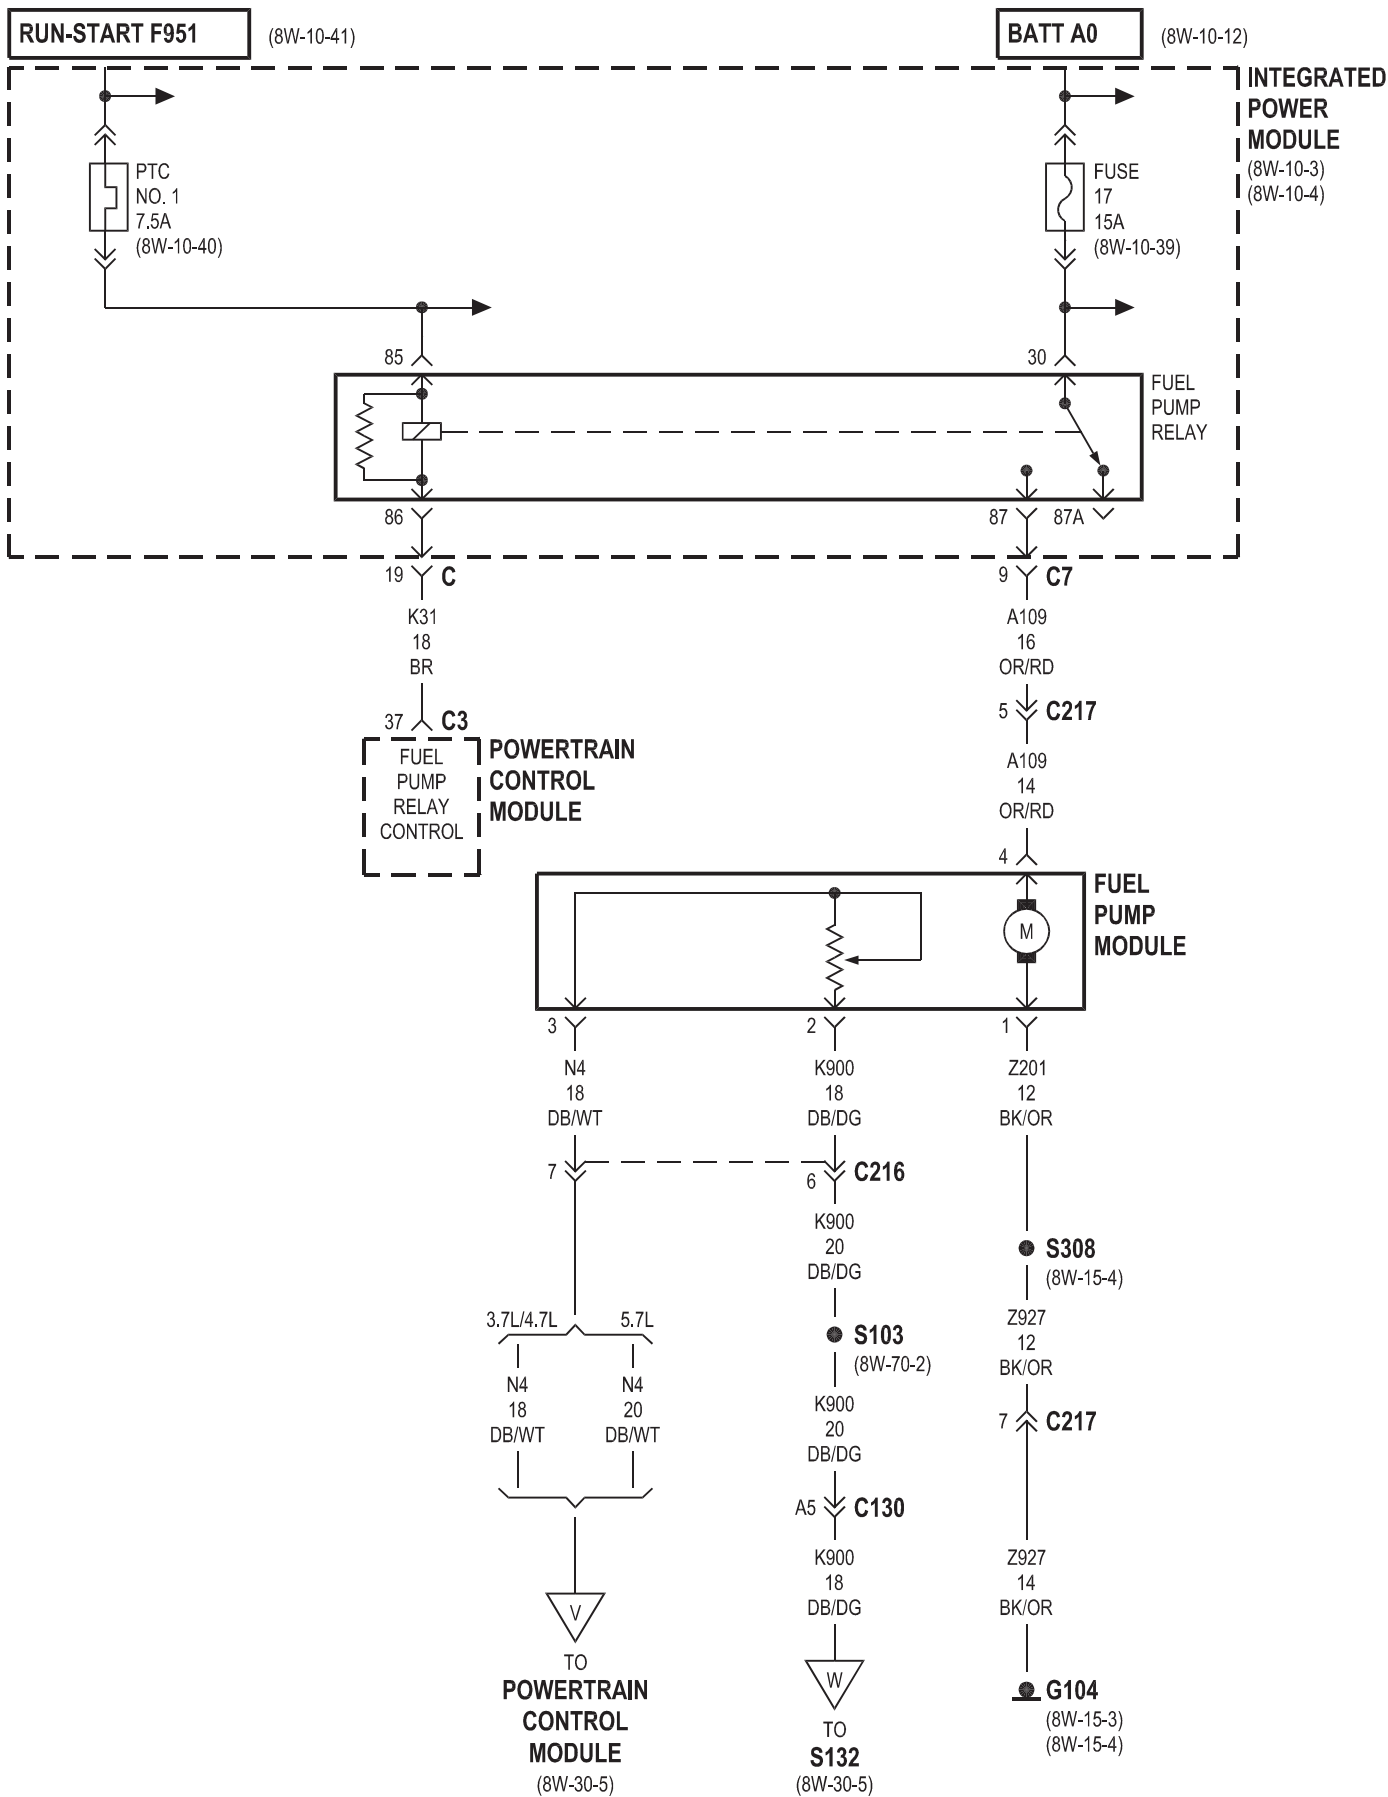 RUN-START F951
(8W-10-41)
BATT A0
(8W-10-12)
INTEGRATED
POWER
MODULE
(8W-10-3)
(8W-10-4)
PTC
NO. 1
7.5A
(8W-10-40)
FUSE
17
15A
(8W-10-39)
85
30
FUEL
PUMP
RELAY
86
87
87A
19
C
9
C7
K31
18
BR
A109
16
OR/RD
37
C3
5
C217
FUEL
PUMP
RELAY
CONTROL
POWERTRAIN
CONTROL
MODULE
A109
14
OR/RD
4
FUEL
PUMP
MODULE
M
3
2
1
N4
18
DB/WT
K900
18
DB/DG
Z201
12
BK/OR
7
6
C216
K900
20
DB/DG
S308
(8W-15-4)
3.7L/4.7L
5.7L
S103
(8W-70-2)
Z927
12
BK/OR
N4
18
DB/WT
N4
20
DB/WT
K900
20
DB/DG
7
C217
A5
C130
K900
18
DB/DG
Z927
14
BK/OR
V
TO
POWERTRAIN
CONTROL
MODULE
(8W-30-5)
W
TO
S132
(8W-30-5)
G104
(8W-15-3)
(8W-15-4)